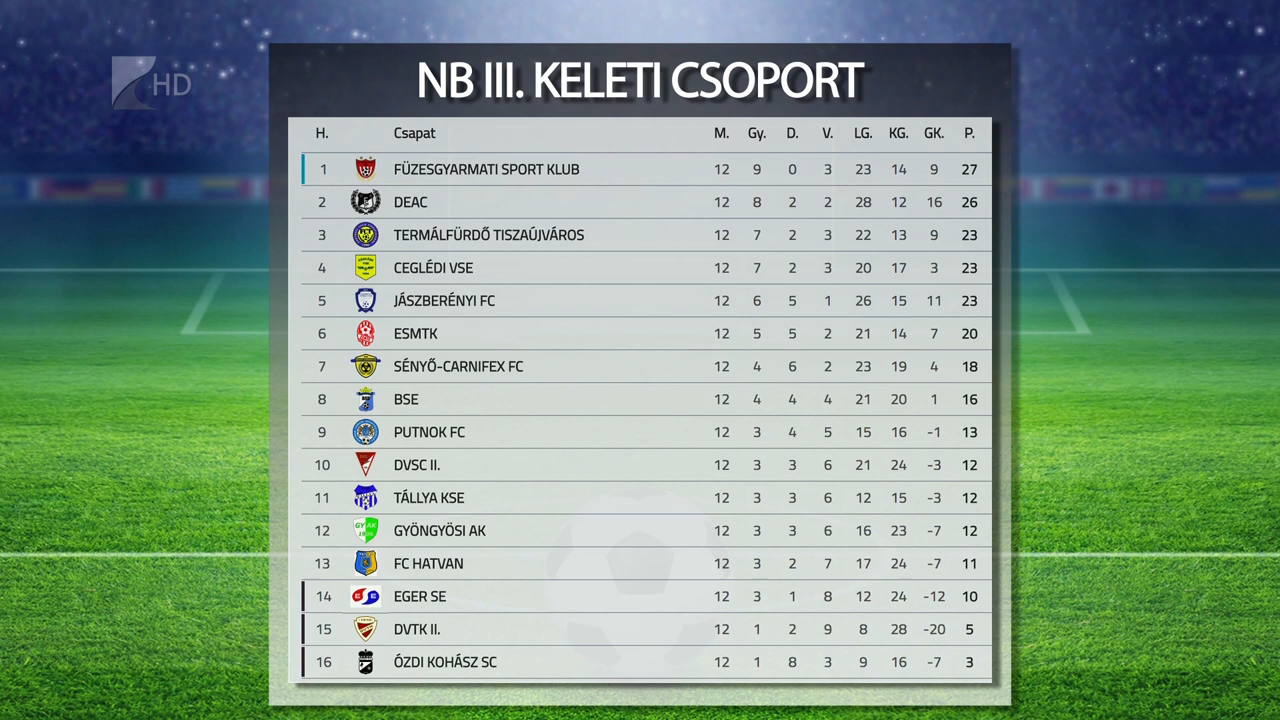 HD
NB III. KELETI CSOPORT
H. Csapat M. Gy. D. V. LG. KG. GK. P.
1 FÜZESGYARMATI SPORT KLUB 12 9 0 3 23 14 9 27
2 DEAC 12 8 2 2 28 12 16 26
3 TERMÁLFÜRDŐ TISZAÚJVÁROS 12 7 2 3 22 13 9 23
4 CEGLÉDI VSE 12 7 2 3 20 17 3 23
5 JÁSZBERÉNYI FC 12 6 5 1 26 15 11 23
6 ESMTK 12 5 5 2 21 14 7 20
7 SÉNYŐ-CARNIFEX FC 12 4 6 2 23 19 4 18
8 BSE 12 4 4 4 21 20 1 16
9 PUTNOK FC 12 3 4 5 15 16 -1 13
10 DVSC II. 12 3 3 6 21 24 -3 12
11 TÁLLYA KSE 12 3 3 6 12 15 -3 12
12 GYÖNGYÖSI AK 12 3 3 6 16 23 -7 12
13 FC HATVAN 12 3 2 7 17 24 -7 11
14 EGER SE 12 3 1 8 12 24 -12 10
15 DVTK II. 12 1 2 9 8 28 -20 5
16 ÓZDI KOHÁSZ SC 12 1 8 3 9 16 -7 3